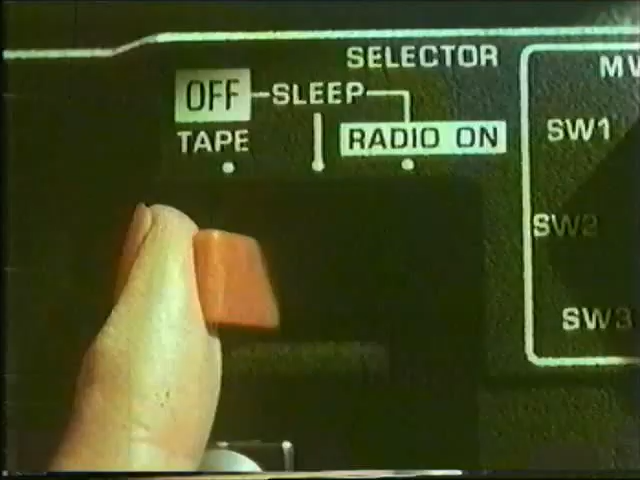 SELECTOR
OFF SLEEP
TAPE
RADIO ON
MW
SW1
SW2
SW3